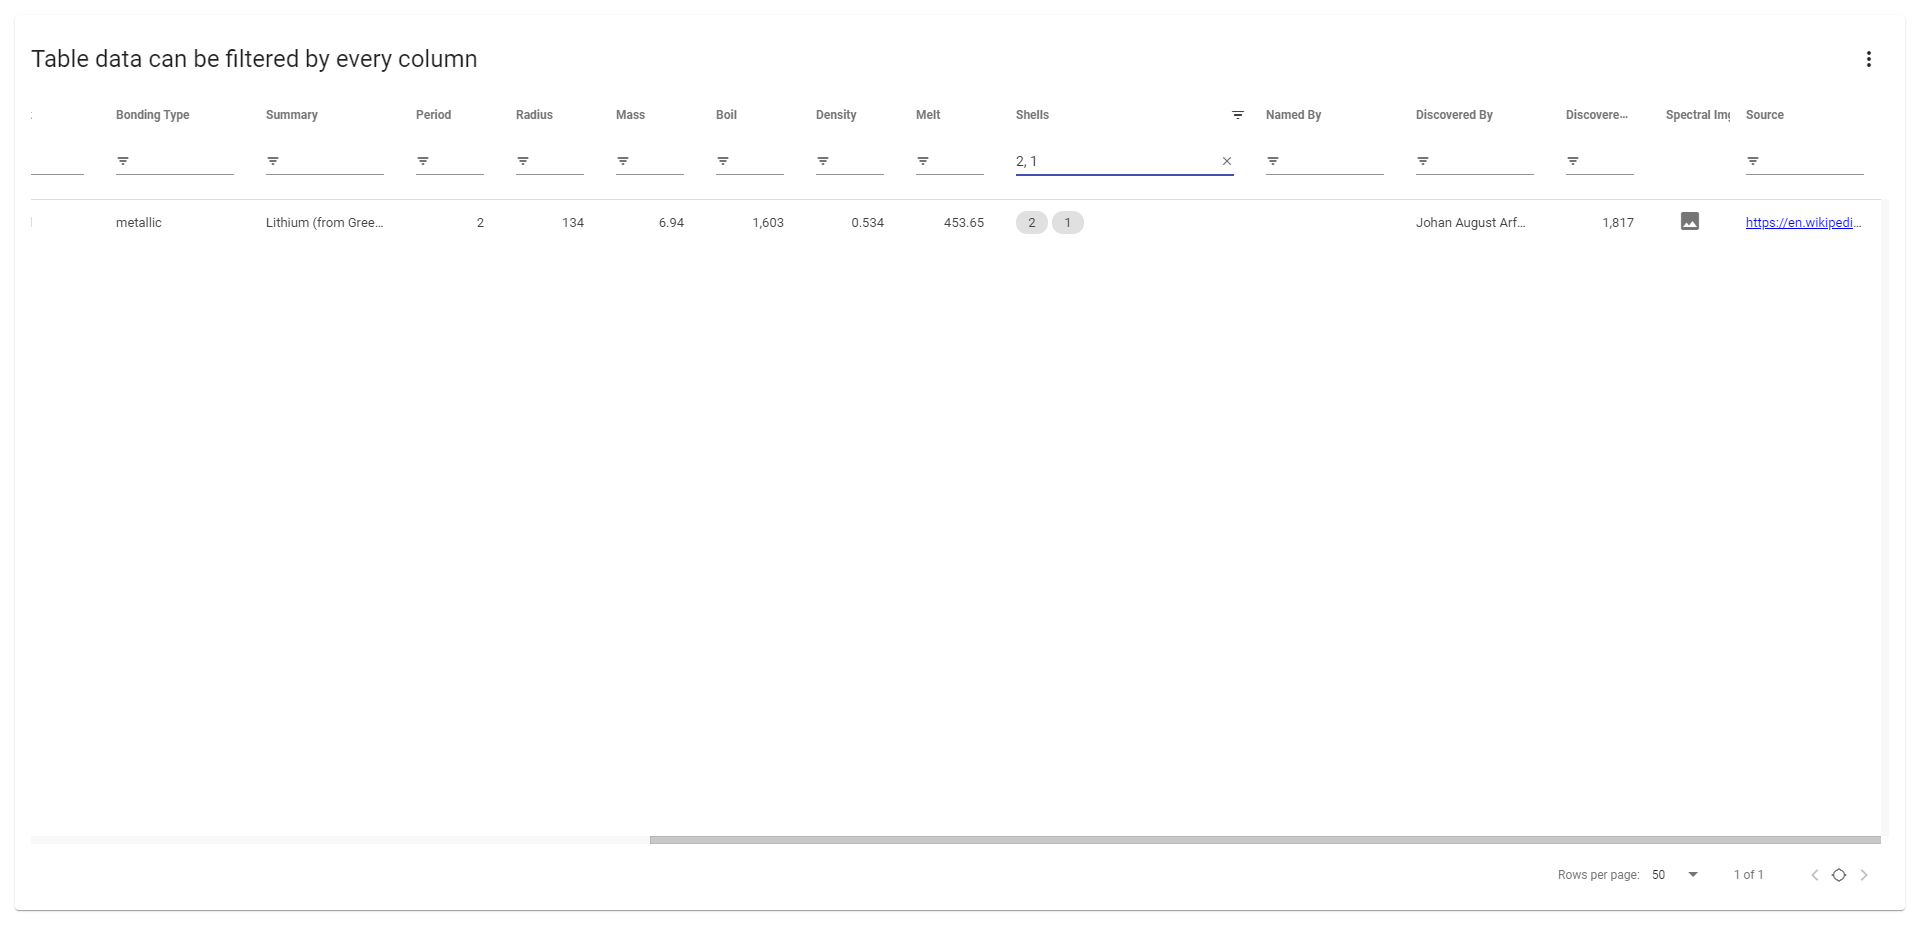 Table data can be filtered by every column
Bonding Type Summary Period Radius Mass Boil Density Melt Shells Named By Discovered By Discovere... Spectral Img Source
2, 1
metallic Lithium (from Gree... 2 134 6.94 1,603 0.534 453.65 2 1 Johan August Arf... 1,817 https://en.wikipedi...
Rows per page: 50 1 of 1